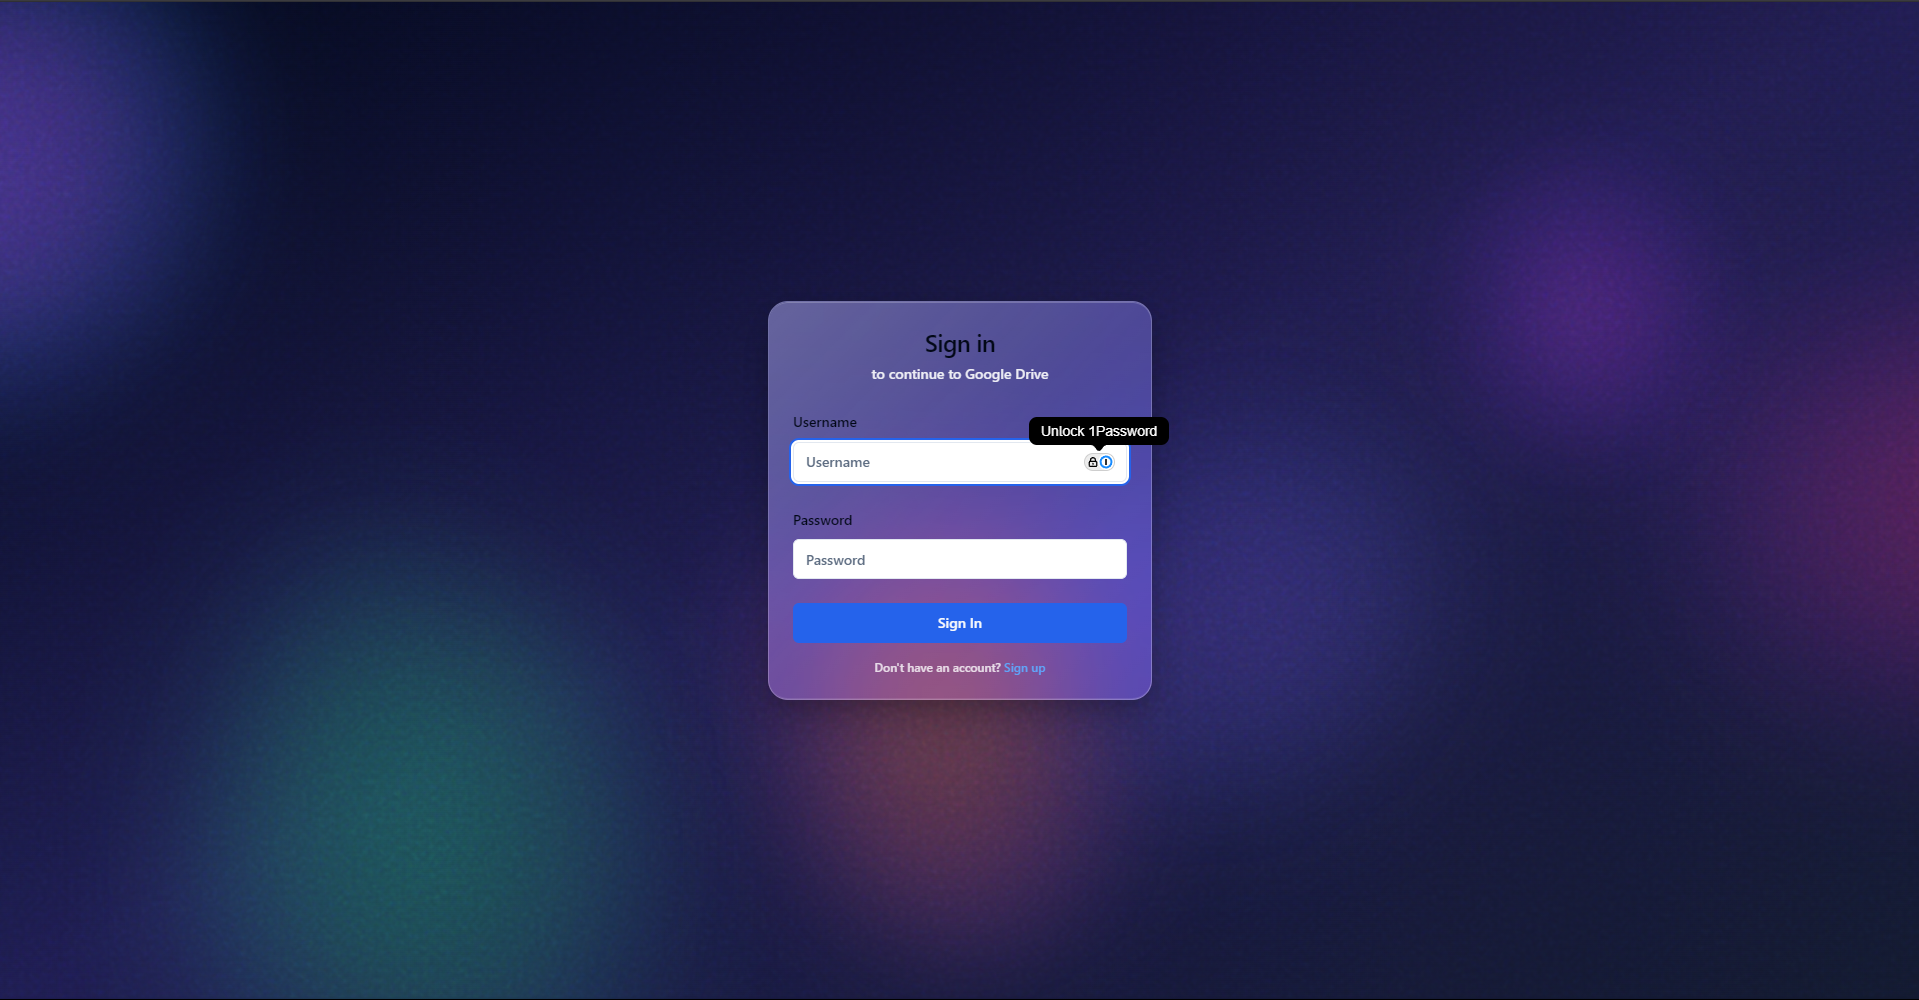 Sign in
to continue to Google Drive
Username
Unlock 1Password
Username
Password
Password
Sign In
Don't have an account? Sign up